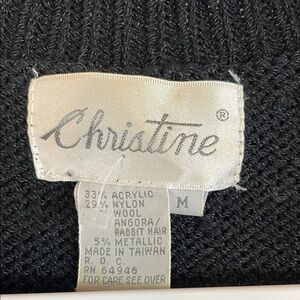 Christine ®
33% ACRYLIC
29% NYLON
% WOOL
ANGORA/
RABBIT HAIR
5% METALLIC
MADE IN TAIWAN
R. O. C.
RN 64946
FOR CARE SEE OVER
M